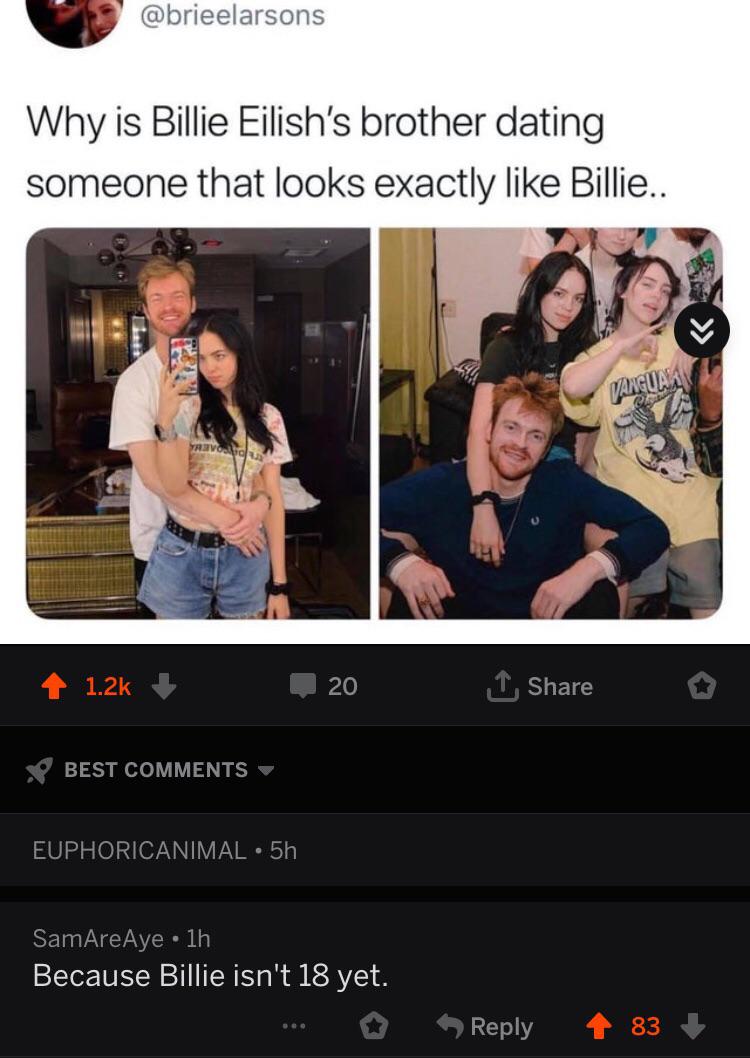 @brieelarsons
Why is Billie Eilish's brother dating
someone that looks exactly like Billie..
VANGUARD
1.2k
20
Share
BEST COMMENTS
EUPHORICANIMAL • 5h
SamAreAye • 1h
Because Billie isn't 18 yet.
Reply
83